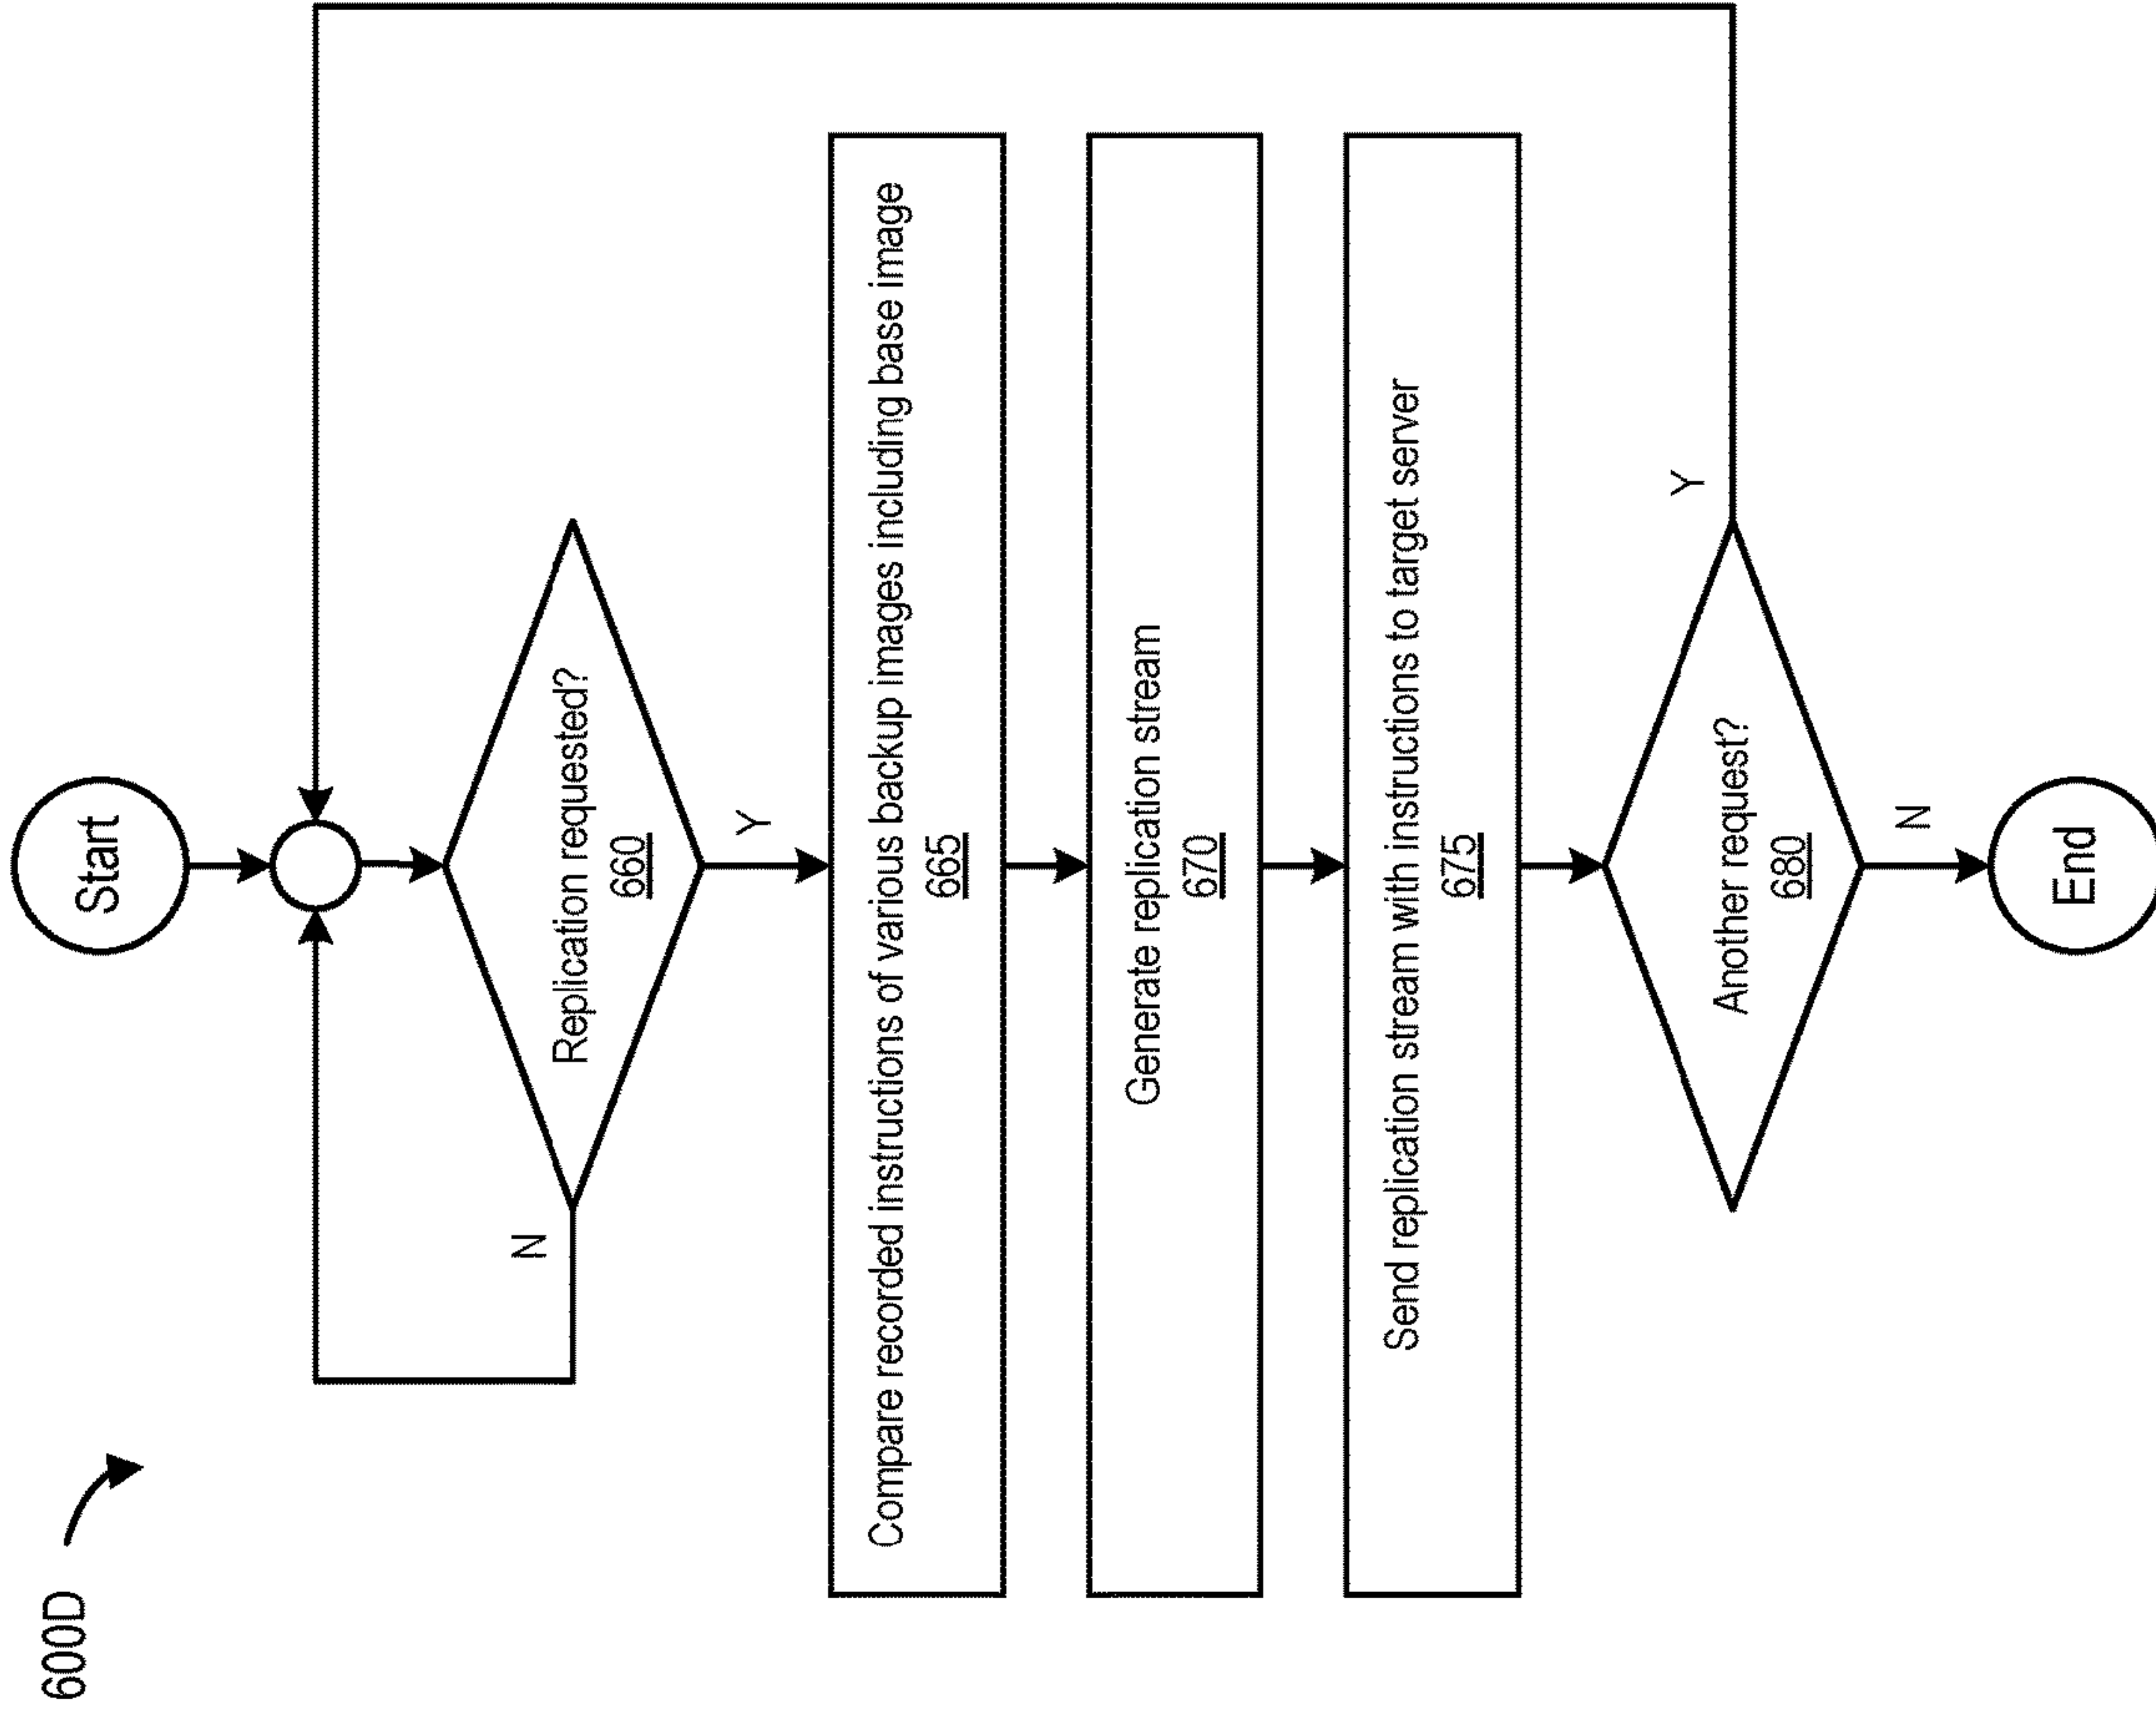 600D
Start
Replication requested?
660
N
Y
Compare recorded instructions of various backup images including base image
665
Generate replication stream
670
Send replication stream with instructions to target server
675
Another request?
680
Y
N
End